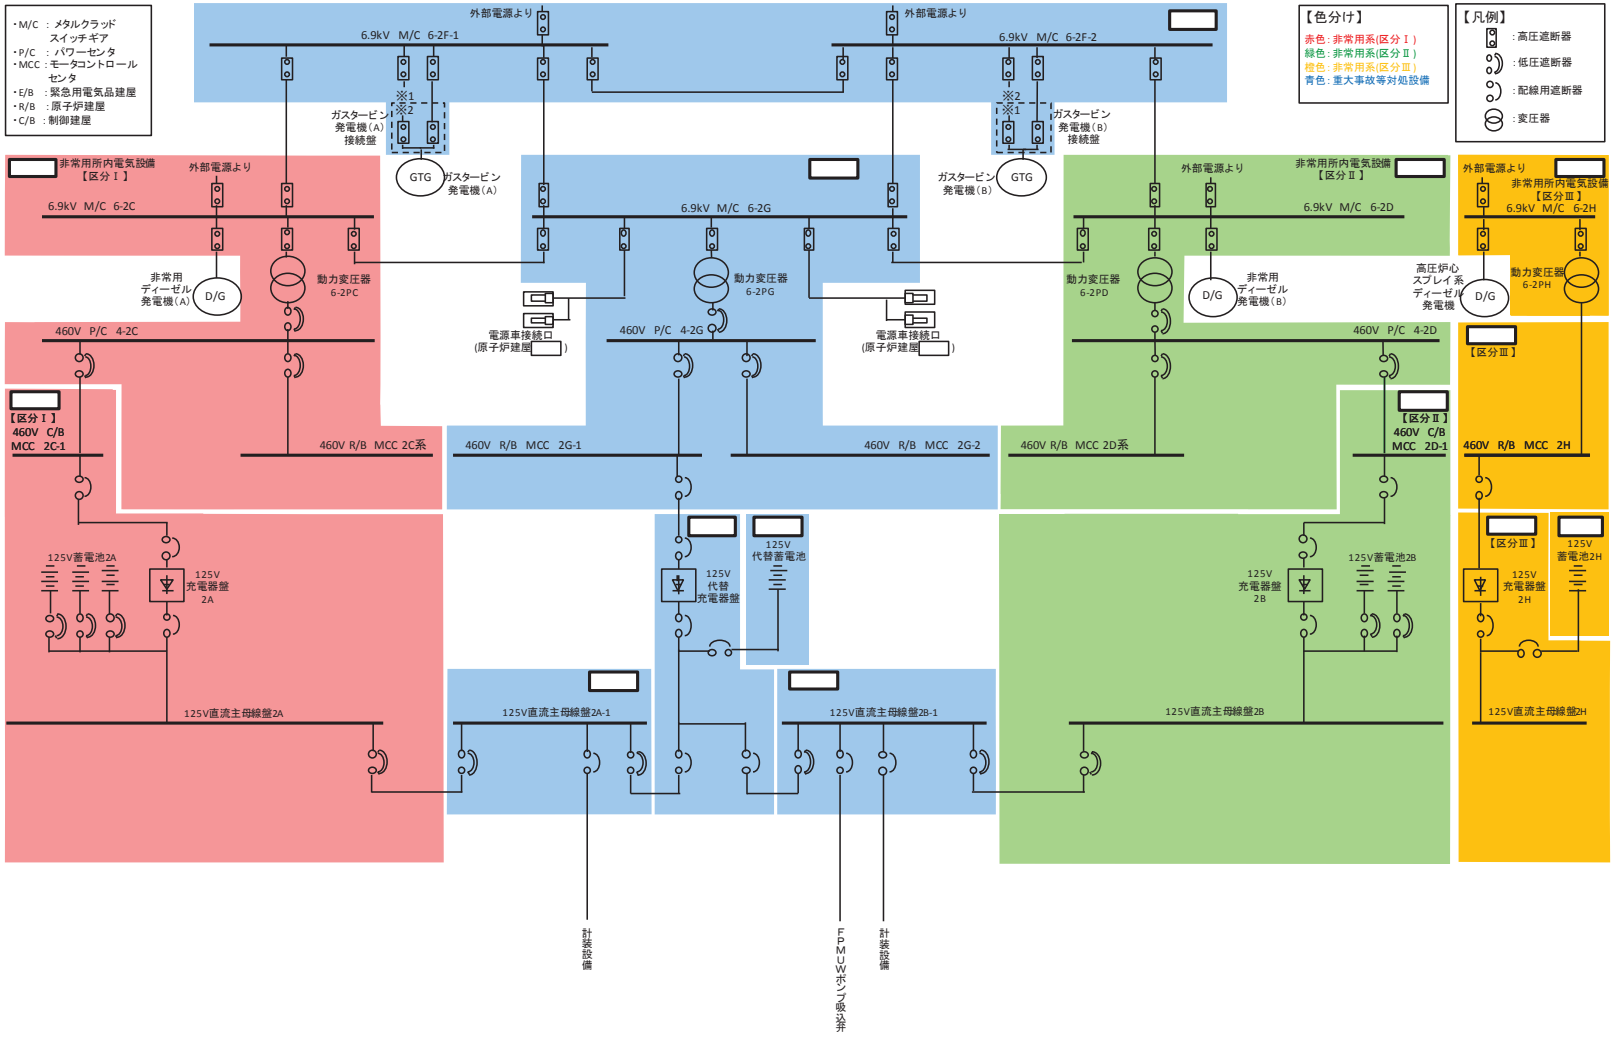 ・M/C ： メタルクラッド
スイッチギア
・P/C ： パワーセンタ
・MCC ： モータコントロール
センタ
・E/B ： 緊急用電気品建屋
・R/B ： 原子炉建屋
・C/B ： 制御建屋
【色分け】
赤色：非常用系(区分Ⅰ)
緑色：非常用系(区分Ⅱ)
橙色：非常用系(区分Ⅲ)
青色：重大事故等対処設備
【凡例】
：高圧遮断器
：低圧遮断器
：配線用遮断器
：変圧器
外部電源より
外部電源より
6.9kV M/C 6-2F-1
6.9kV M/C 6-2F-2
※1
※2
※2
※1
ガスタービン
発電機(A)
接続盤
ガスタービン
発電機(B)
接続盤
GTG
ガスタービン
発電機(A)
ガスタービン
発電機(B)
GTG
非常用所内電気設備
【区分Ⅰ】
外部電源より
6.9kV M/C 6-2C
6.9kV M/C 6-2G
外部電源より
非常用所内電気設備
【区分Ⅱ】
6.9kV M/C 6-2D
外部電源より
非常用所内電気設備
【区分Ⅲ】
6.9kV M/C 6-2H
非常用
ディーゼル
発電機(A)
D/G
動力変圧器
6-2PC
動力変圧器
6-2PG
動力変圧器
6-2PD
D/G
非常用
ディーゼル
発電機(B)
高圧炉心
スプレイ系
ディーゼル
発電機
D/G
動力変圧器
6-2PH
電源車接続口
(原子炉建屋 )
電源車接続口
(原子炉建屋 )
460V P/C 4-2C
460V P/C 4-2G
460V P/C 4-2D
【区分Ⅲ】
【区分Ⅰ】
460V C/B
MCC 2C-1
460V R/B MCC 2C系
460V R/B MCC 2G-1
460V R/B MCC 2G-2
460V R/B MCC 2D系
【区分Ⅱ】
460V C/B
MCC 2D-1
460V R/B MCC 2H
125V蓄電池2A
125V
充電器盤
2A
125V
代替
充電器盤
125V
代替蓄電池
125V
充電器盤
2B
125V蓄電池2B
【区分Ⅲ】
125V
充電器盤
2H
125V
蓄電池2H
125V直流主母線盤2A
125V直流主母線盤2A-1
125V直流主母線盤2B-1
125V直流主母線盤2B
125V直流主母線盤2H
計装設備
FPMUWポンプ吸込弁
計装設備